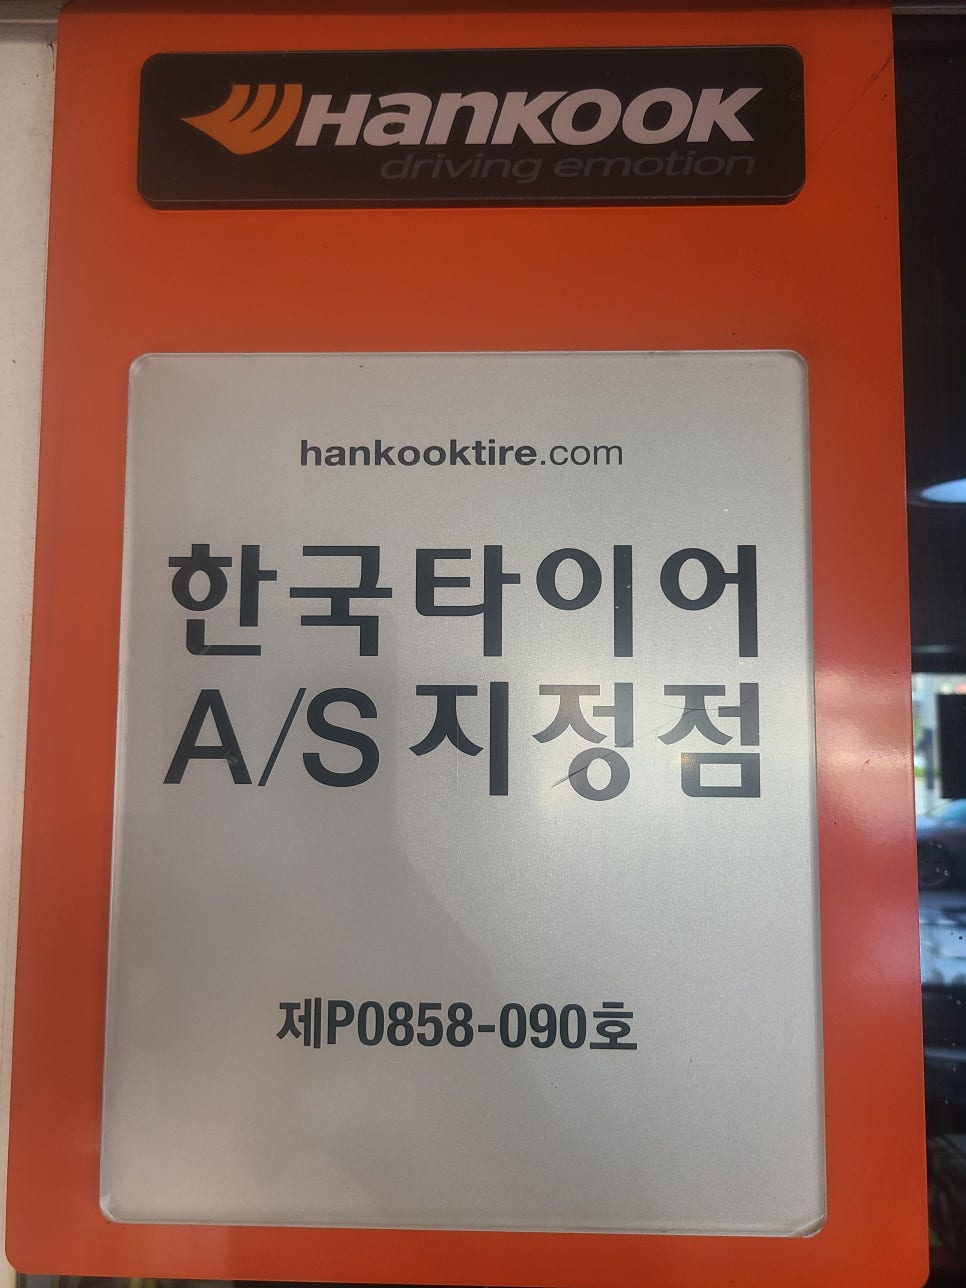 HANKOOK
driving emotion
hankooktire.com
한국타이어
A/S지정점
제P0858-090호